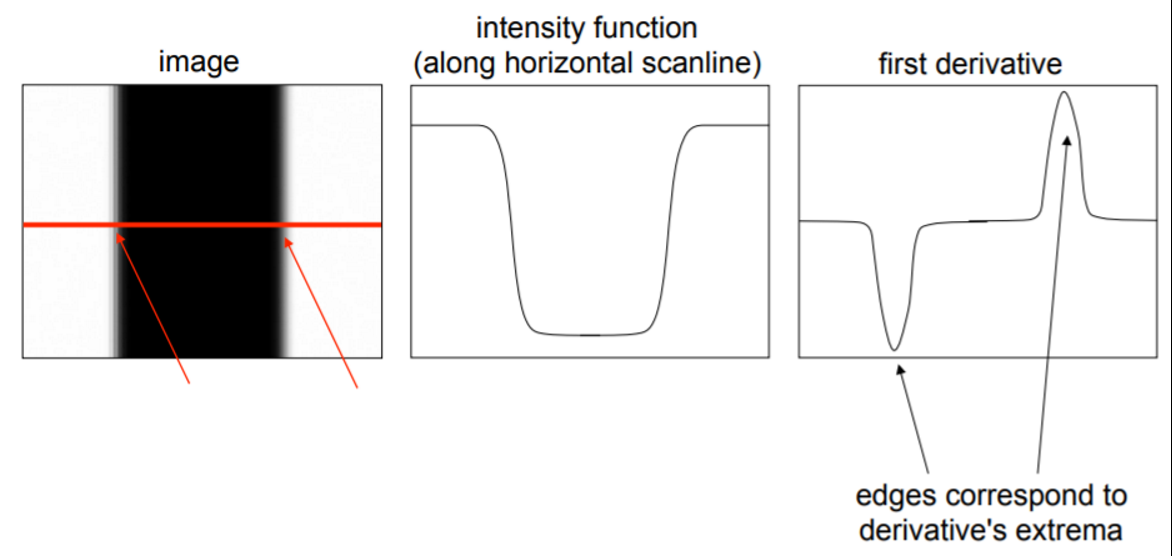 image
intensity function
(along horizontal scanline)
first derivative
edges correspond to
derivative's extrema